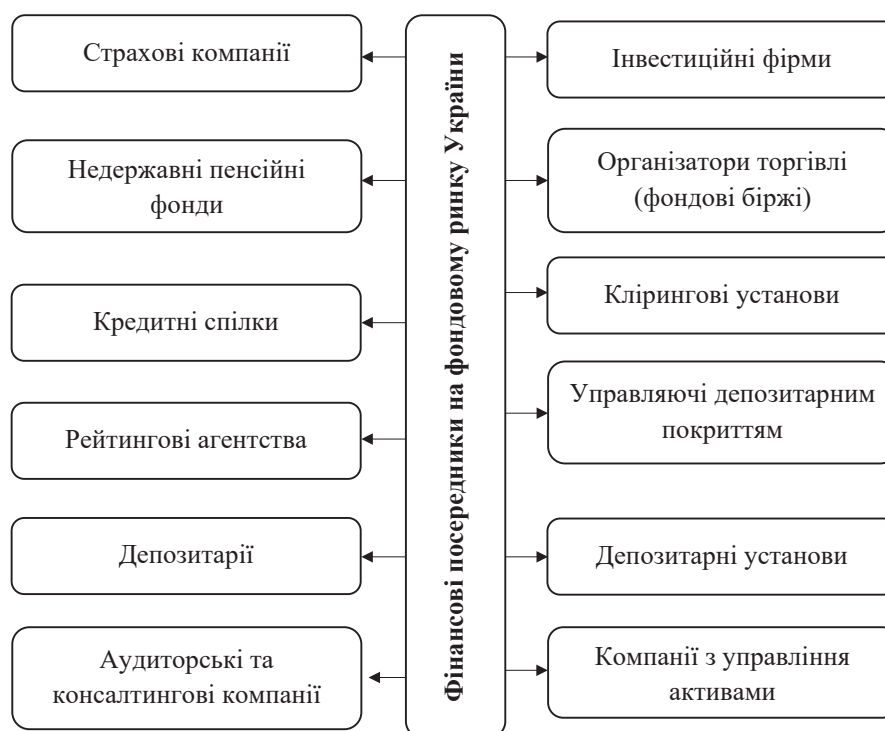 Страхові компанії
Недержавні пенсійні
фонди
Кредитні спілки
Рейтингові агентства
Депозитарії
Аудиторські та
консалтингові компанії
Фінансові посередники на фондовому ринку України
Інвестиційні фірми
Організатори торгівлі
(фондові біржі)
Клірингові установи
Управляючі депозитарним
покриттям
Депозитарні установи
Компанії з управління
активами